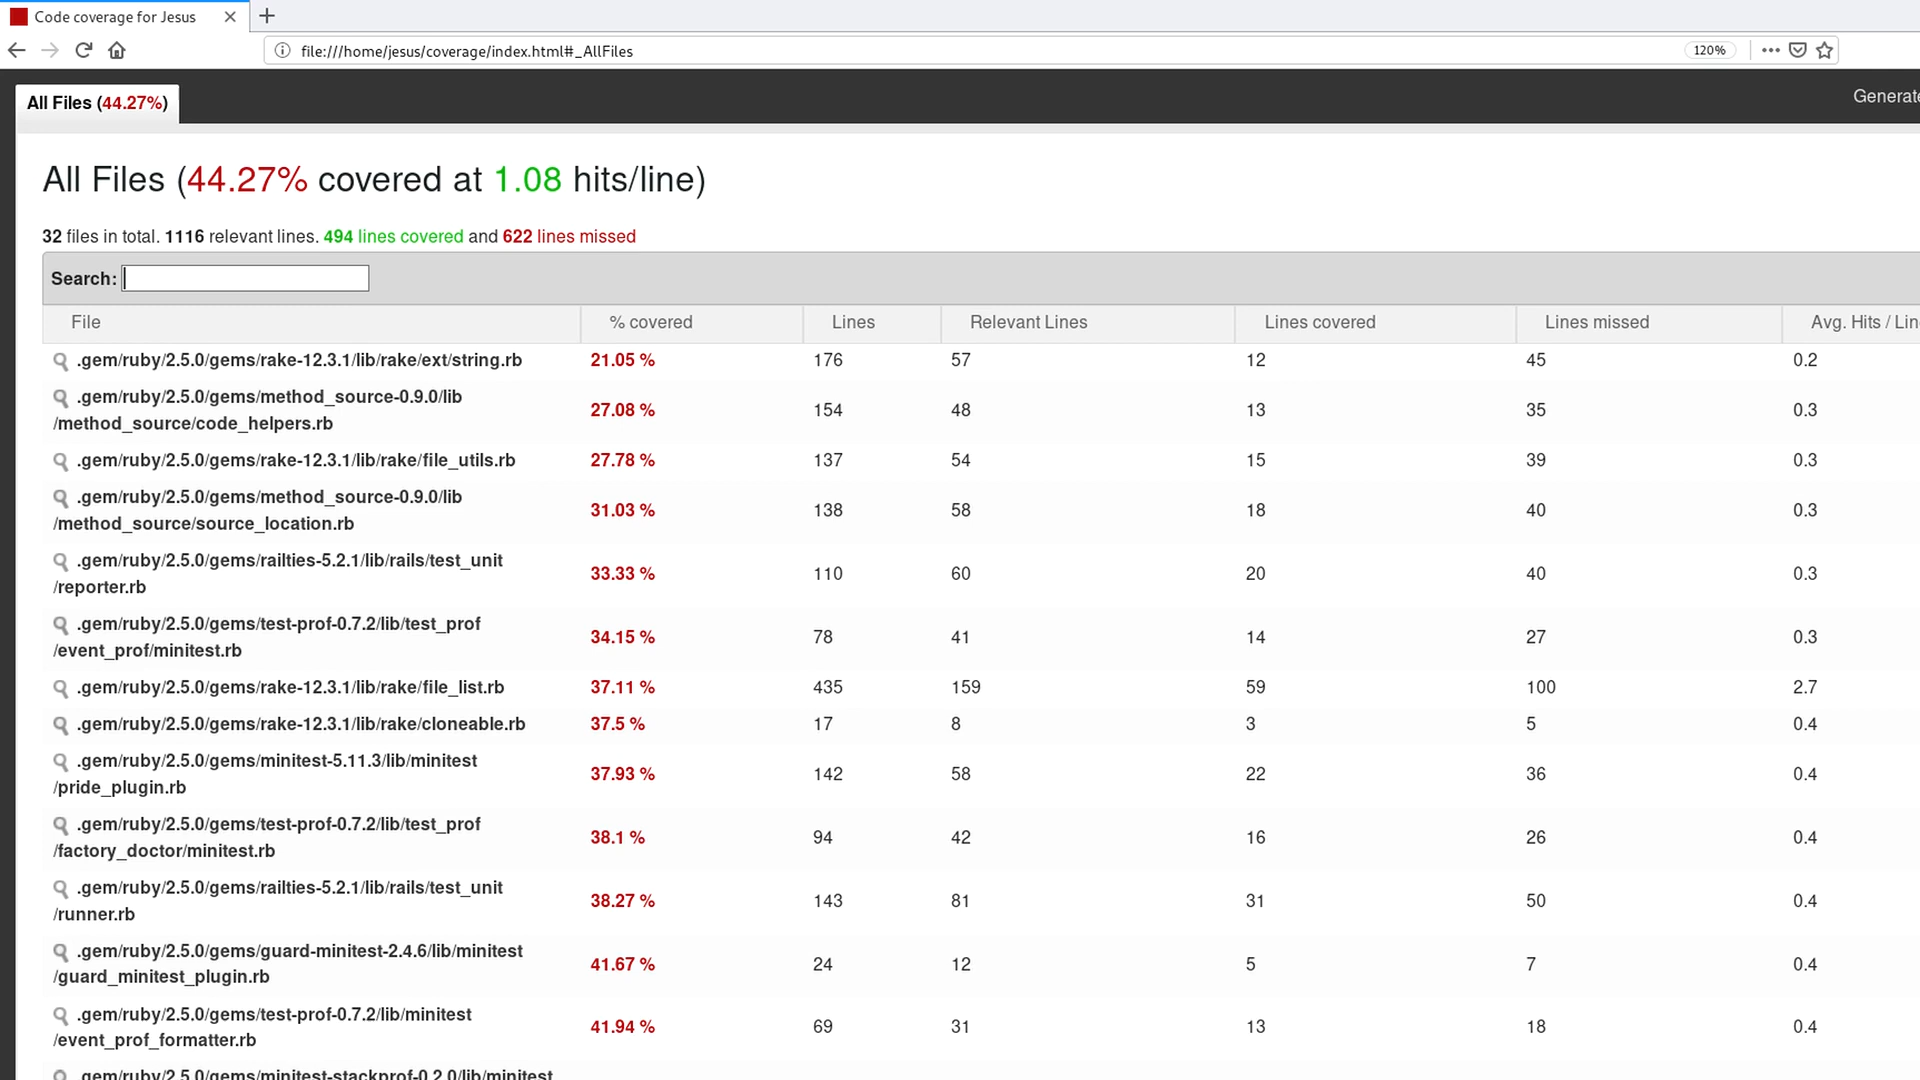 Code coverage for Jesus
file:///home/jesus/coverage/index.html#_AllFiles
120%
All Files (44.27%)
Generate
All Files (44.27% covered at 1.08 hits/line)
32 files in total. 1116 relevant lines. 494 lines covered and 622 lines missed
Search:
File % covered Lines Relevant Lines Lines covered Lines missed Avg. Hits / Line
.gem/ruby/2.5.0/gems/rake-12.3.1/lib/rake/ext/string.rb 21.05 % 176 57 12 45 0.2
.gem/ruby/2.5.0/gems/method_source-0.9.0/lib
/method_source/code_helpers.rb 27.08 % 154 48 13 35 0.3
.gem/ruby/2.5.0/gems/rake-12.3.1/lib/rake/file_utils.rb 27.78 % 137 54 15 39 0.3
.gem/ruby/2.5.0/gems/method_source-0.9.0/lib
/method_source/source_location.rb 31.03 % 138 58 18 40 0.3
.gem/ruby/2.5.0/gems/railties-5.2.1/lib/rails/test_unit
/reporter.rb 33.33 % 110 60 20 40 0.3
.gem/ruby/2.5.0/gems/test-prof-0.7.2/lib/test_prof
/event_prof/minitest.rb 34.15 % 78 41 14 27 0.3
.gem/ruby/2.5.0/gems/rake-12.3.1/lib/rake/file_list.rb 37.11 % 435 159 59 100 2.7
.gem/ruby/2.5.0/gems/rake-12.3.1/lib/rake/cloneable.rb 37.5 % 17 8 3 5 0.4
.gem/ruby/2.5.0/gems/minitest-5.11.3/lib/minitest
/pride_plugin.rb 37.93 % 142 58 22 36 0.4
.gem/ruby/2.5.0/gems/test-prof-0.7.2/lib/test_prof
/factory_doctor/minitest.rb 38.1 % 94 42 16 26 0.4
.gem/ruby/2.5.0/gems/railties-5.2.1/lib/rails/test_unit
/runner.rb 38.27 % 143 81 31 50 0.4
.gem/ruby/2.5.0/gems/guard-minitest-2.4.6/lib/minitest
/guard_minitest_plugin.rb 41.67 % 24 12 5 7 0.4
.gem/ruby/2.5.0/gems/test-prof-0.7.2/lib/minitest
/event_prof_formatter.rb 41.94 % 69 31 13 18 0.4
.gem/ruby/2.5.0/gems/minitest-stackprof-0.2.0/lib/minitest